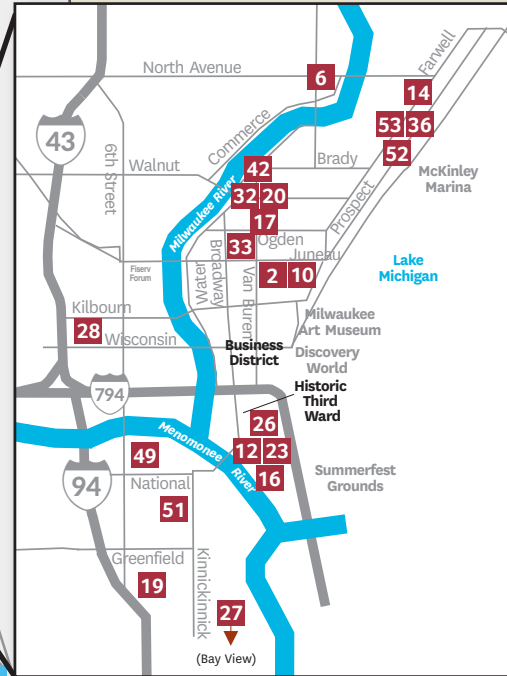 North Avenue
6
Farwell
14
Commerce
53 36
43
6th Street
Walnut
42
Brady
52
McKinley
Marina
Milwaukee River
32 20
Prospect
17
33
Ogden
Juneau
Lake
Michigan
Fiserv
Forum
Water
Broadway
Van Buren
2 10
Kilbourn
28
Wisconsin
Milwaukee
Art Museum
Business
District
Discovery
World
794
Historic
Third
Ward
26
Menomonee
River
12 23
49
16
94
National
Summerfest
Grounds
51
Greenfield
19
Kinnickinnick
27
(Bay View)